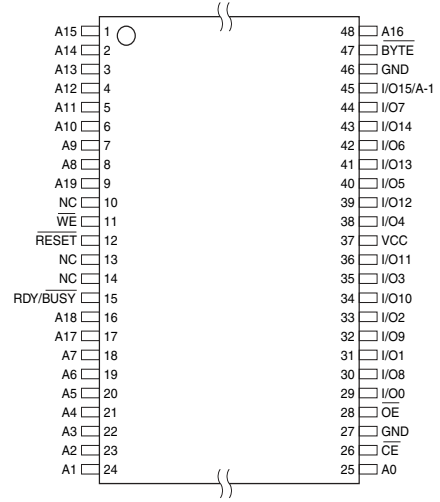 A15 1 48 A16
A14 2 47 BYTE
A13 3 46 GND
A12 4 45 I/O15/A-1
A11 5 44 I/O7
A10 6 43 I/O14
A9 7 42 I/O6
A8 8 41 I/O13
A19 9 40 I/O5
NC 10 39 I/O12
WE 11 38 I/O4
RESET 12 37 VCC
NC 13 36 I/O11
NC 14 35 I/O3
RDY/BUSY 15 34 I/O10
A18 16 33 I/O2
A17 17 32 I/O9
A7 18 31 I/O1
A6 19 30 I/O8
A5 20 29 I/O0
A4 21 28 OE
A3 22 27 GND
A2 23 26 CE
A1 24 25 A0